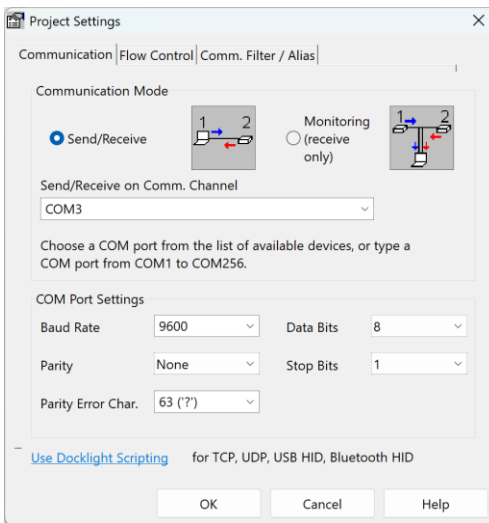 Project Settings
Communication Flow Control Comm. Filter / Alias
Communication Mode
Send/Receive
1 2
Monitoring
(receive
only)
1 2
Send/Receive on Comm. Channel
COM3
Choose a COM port from the list of available devices, or type a
COM port from COM1 to COM256.
COM Port Settings
Baud Rate 9600 Data Bits 8
Parity None Stop Bits 1
Parity Error Char. 63 ('?')
Use Docklight Scripting for TCP, UDP, USB HID, Bluetooth HID
OK Cancel Help